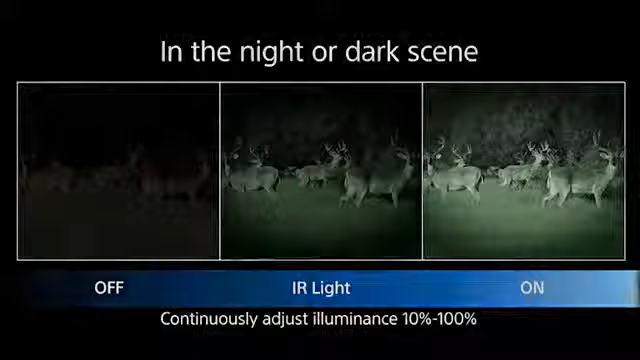 In the night or dark scene
OFF IR Light ON
Continuously adjust illuminance 10%-100%